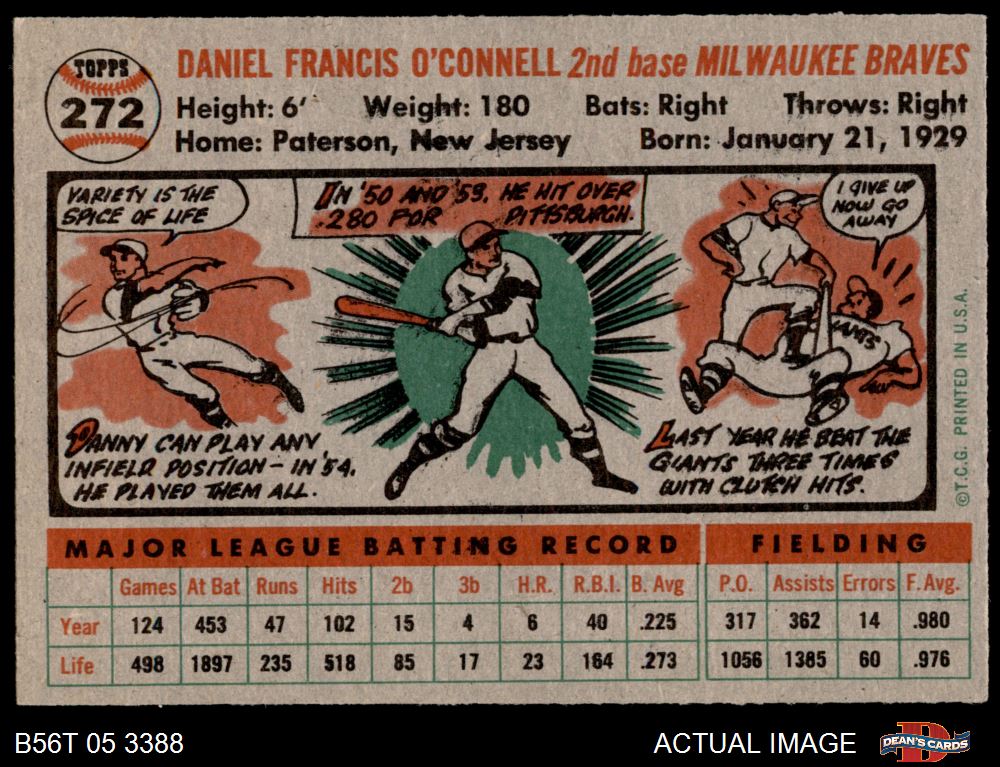 TOPPS
272
DANIEL FRANCIS O'CONNELL 2nd base MILWAUKEE BRAVES
Height: 6' Weight: 180 Bats: Right Throws: Right
Home: Paterson, New Jersey Born: January 21, 1929
VARIETY IS THE
SPICE OF LIFE
DANNY CAN PLAY ANY
INFIELD POSITION - IN '54,
HE PLAYED THEM ALL.
IN '50 AND '53, HE HIT OVER
.280 FOR PITTSBURGH.
I GIVE UP
NOW GO
AWAY
GIANTS
LAST YEAR HE BEAT THE
GIANTS THREE TIMES
WITH CLUTCH HITS.
©T.C.G. PRINTED IN U.S.A.
MAJOR LEAGUE BATTING RECORD FIELDING
Games At Bat Runs Hits 2b 3b H.R. R.B.I. B. Avg P.O. Assists Errors F. Avg.
Year 124 453 47 102 15 4 6 40 .225 317 362 14 .980
Life 498 1897 235 518 85 17 23 164 .273 1056 1385 60 .976
B56T 05 3388 ACTUAL IMAGE
D
DEAN'S CARDS